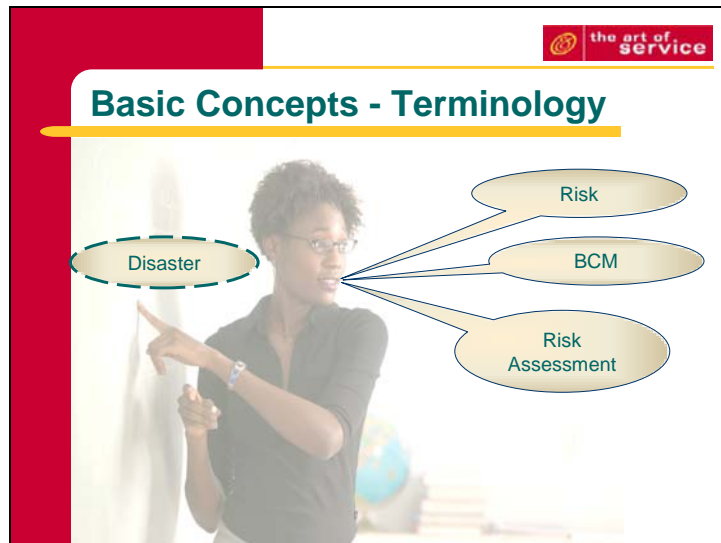 the art of
service
Basic Concepts - Terminology
Risk
Disaster
BCM
Risk
Assessment